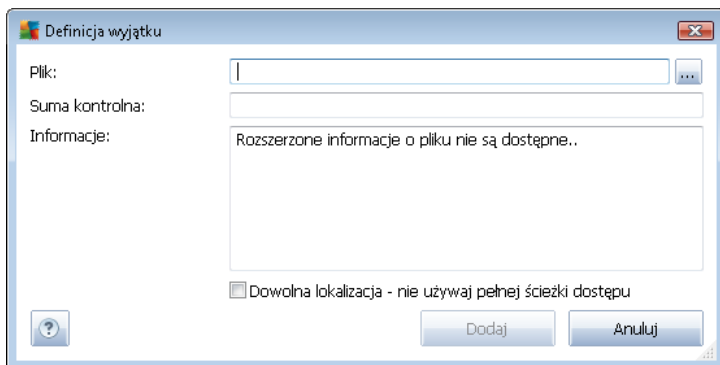 Definicja wyjątku
Plik:
...
Suma kontrolna:
Informacje:
Rozszerzone informacje o pliku nie są dostępne..
Dowolna lokalizacja - nie używaj pełnej ścieżki dostępu
?
Dodaj
Anuluj